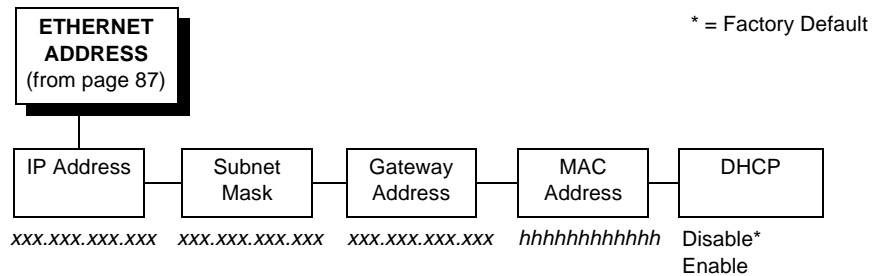 ETHERNET
ADDRESS
(from page 87)
* = Factory Default
IP Address
Subnet
Mask
Gateway
Address
MAC
Address
DHCP
xxx.xxx.xxx.xxx
xxx.xxx.xxx.xxx
xxx.xxx.xxx.xxx
hhhhhhhhhhhh
Disable*
Enable